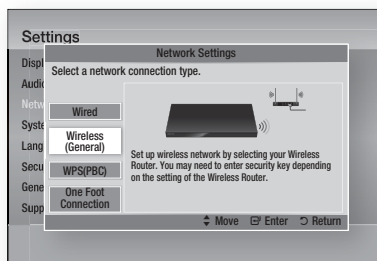 Settings
Network Settings
Displ
Select a network connection type.
Audio
Netw
Wired
Syste
Wireless
(General)
Lang
Set up wireless network by selecting your Wireless
Router. You may need to enter security key depending
on the setting of the Wireless Router.
Secu
WPS(PBC)
Gene
One Foot
Connection
Supp
Move Enter Return